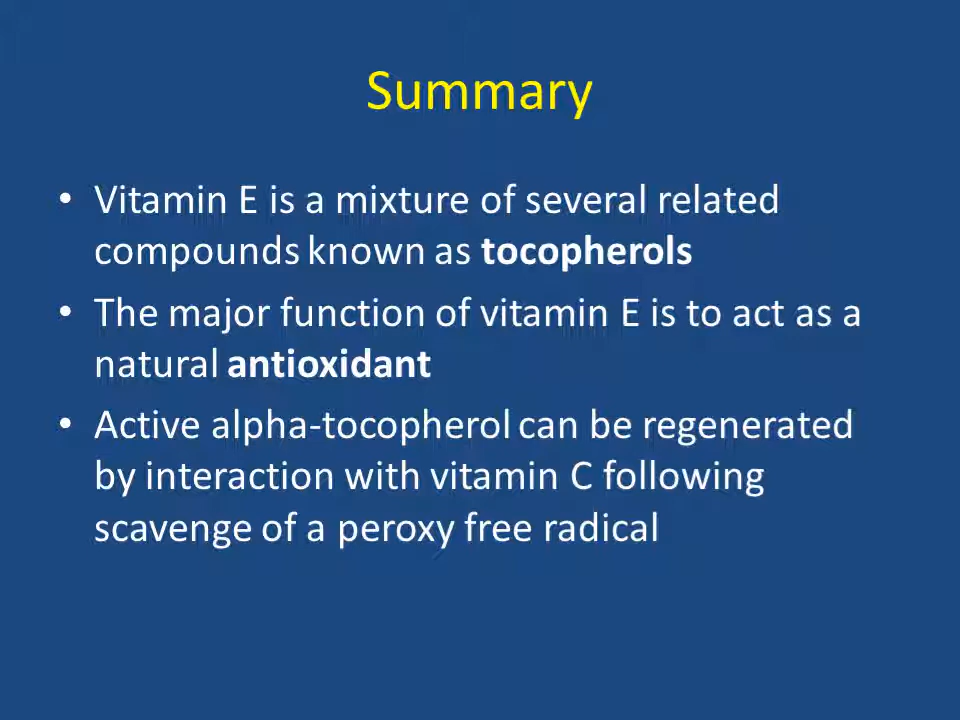 Summary
• Vitamin E is a mixture of several related
compounds known as tocopherols
• The major function of vitamin E is to act as a
natural antioxidant
• Active alpha-tocopherol can be regenerated
by interaction with vitamin C following
scavenge of a peroxy free radical